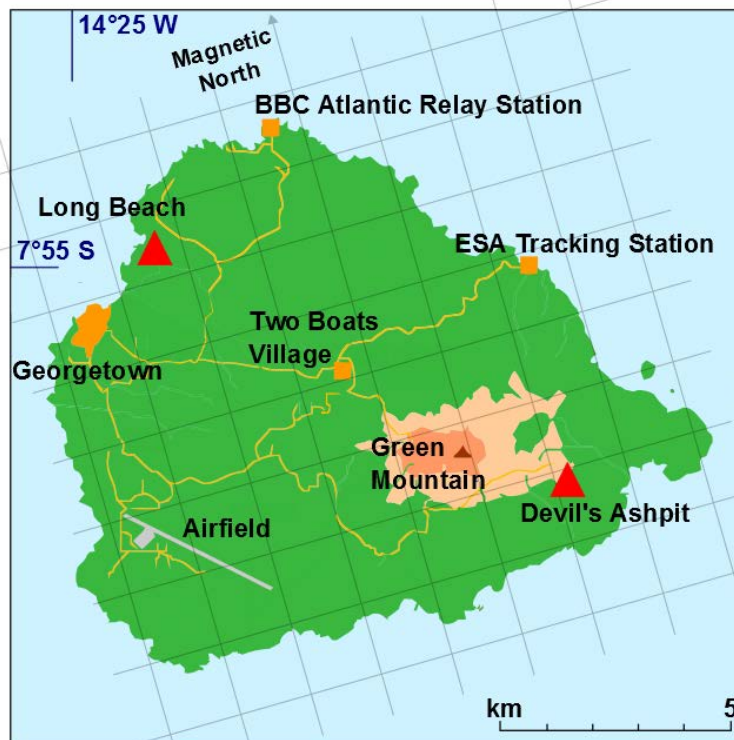 14°25 W
Magnetic
North
BBC Atlantic Relay Station
Long Beach
7°55 S
ESA Tracking Station
Two Boats
Village
Georgetown
Green
Mountain
Devil's Ashpit
Airfield
km 5